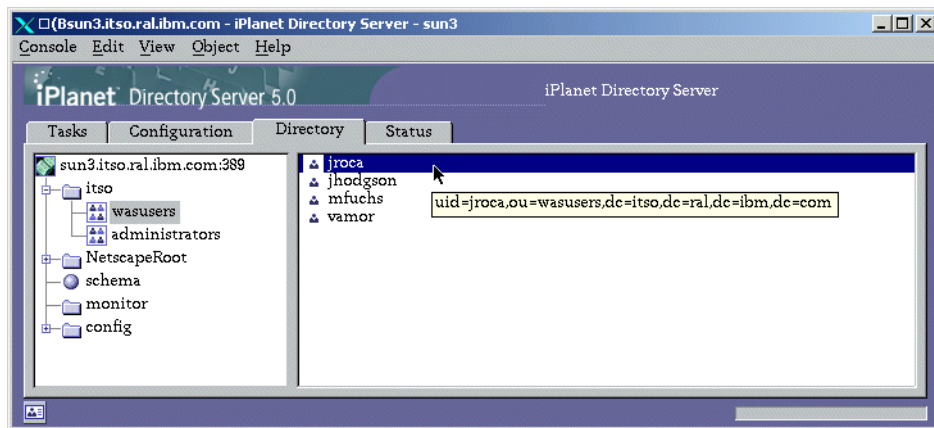 □(Bsun3.itso.ral.ibm.com - iPlanet Directory Server - sun3
Console Edit View Object Help
iPlanet Directory Server 5.0
iPlanet Directory Server
Tasks Configuration Directory Status
sun3.itso.ral.ibm.com:389
itso
wasusers
administrators
NetscapeRoot
schema
monitor
config
jroca
jhodgson
mfuchs
vamor
uid=jroca,ou=wasusers,dc=itso,dc=ral,dc=ibm,dc=com